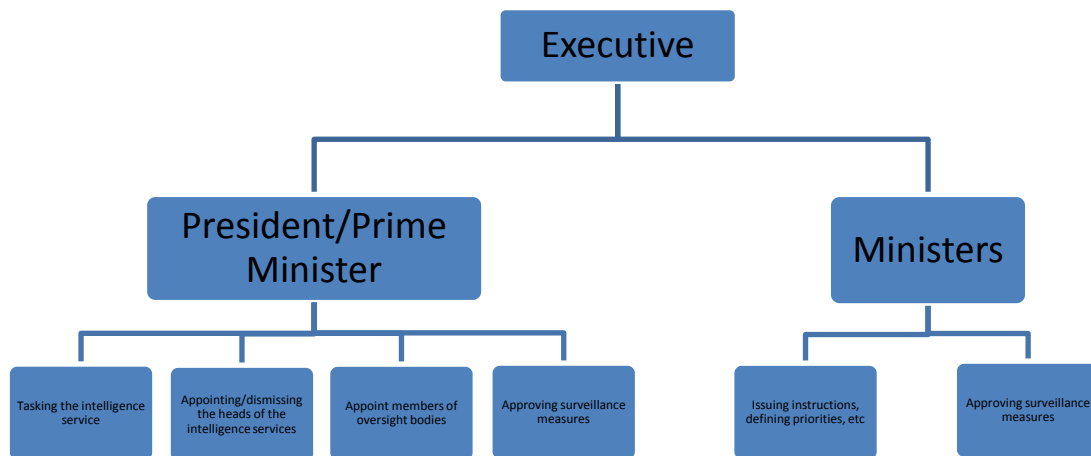 Executive
President/Prime
Minister
Ministers
Tasking the intelligence
service
Appointing/dismissing
the heads of the
intelligence services
Appoint members of
oversight bodies
Approving surveillance
measures
Issuing instructions,
defining priorities, etc
Approving surveillance
measures